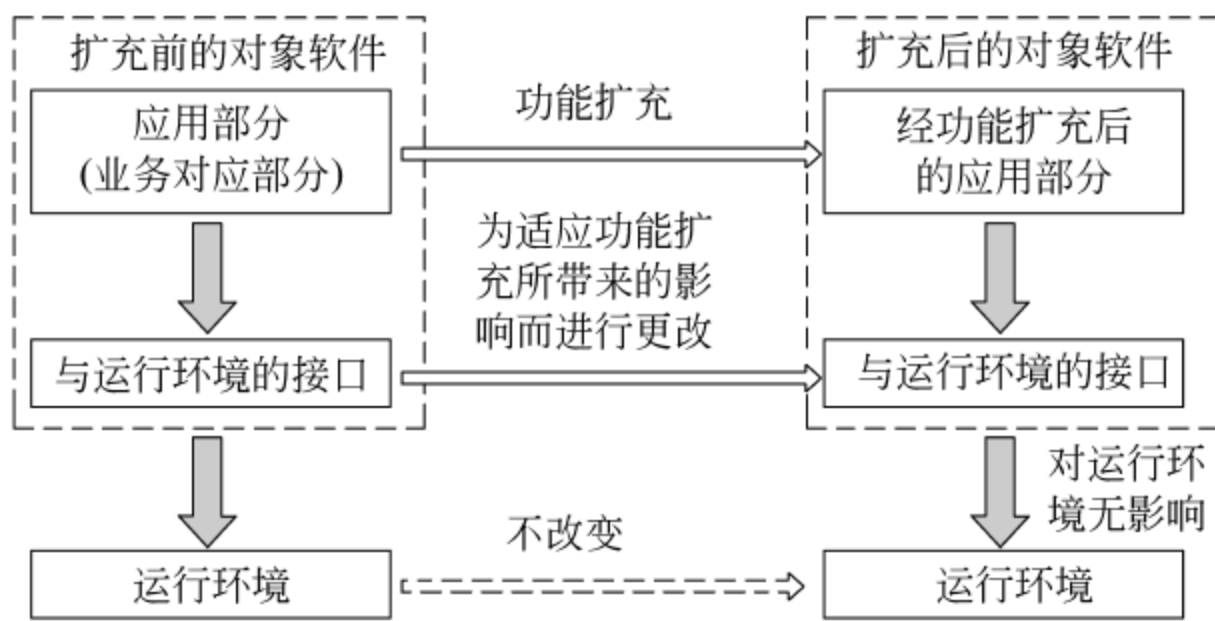 扩充前的对象软件
应用部分
(业务对应部分)
与运行环境的接口
运行环境
功能扩充
为适应功能扩
充所带来的影
响而进行更改
不改变
扩充后的对象软件
经功能扩充后
的应用部分
与运行环境的接口
对运行环
境无影响
运行环境